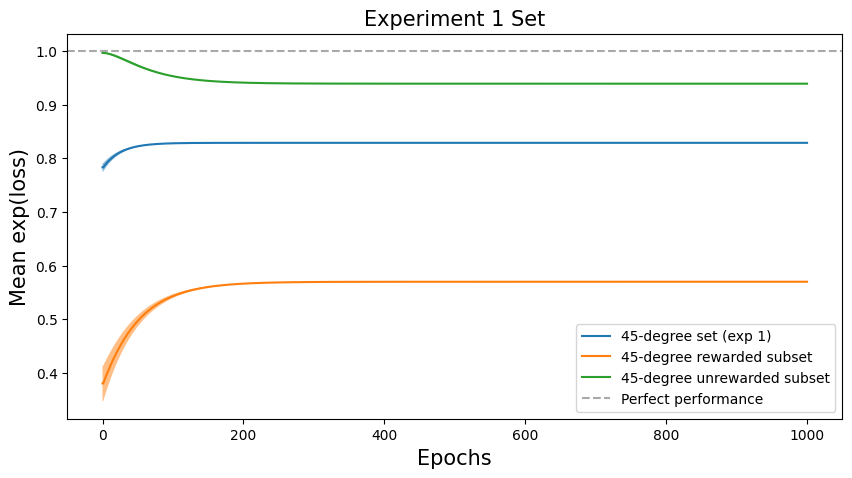 Experiment 1 Set
Mean exp(loss)
1.0
0.9
0.8
0.7
0.6
0.5
0.4
0
200
400
600
800
1000
Epochs
45-degree set (exp 1)
45-degree rewarded subset
45-degree unrewarded subset
Perfect performance